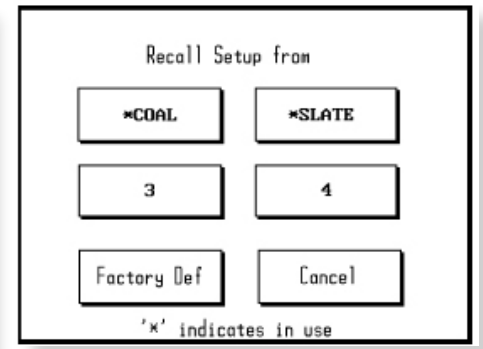 Recall Setup from
*COAL *SLATE
3 4
Factory Def Cancel
'*' indicates in use